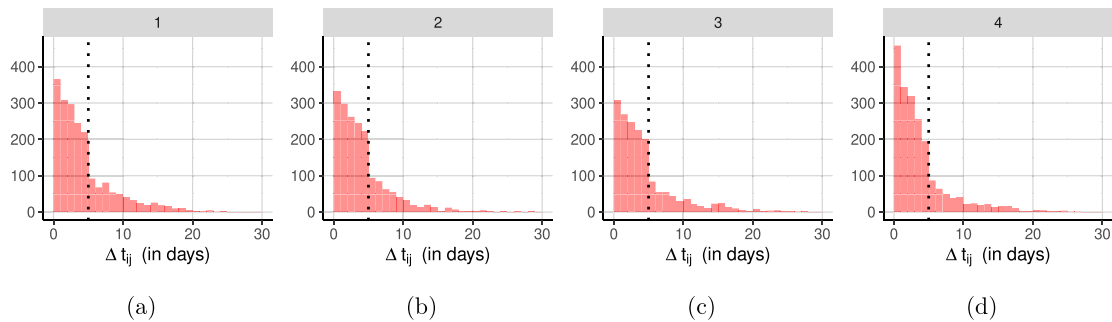 1 2 3 4
400 400 400 400
300 300 300 300
200 200 200 200
100 100 100 100
0 0 0 0
0 10 20 30 0 10 20 30 0 10 20 30 0 10 20 30
Δ tij (in days) Δ tij (in days) Δ tij (in days) Δ tij (in days)
(a) (b) (c) (d)